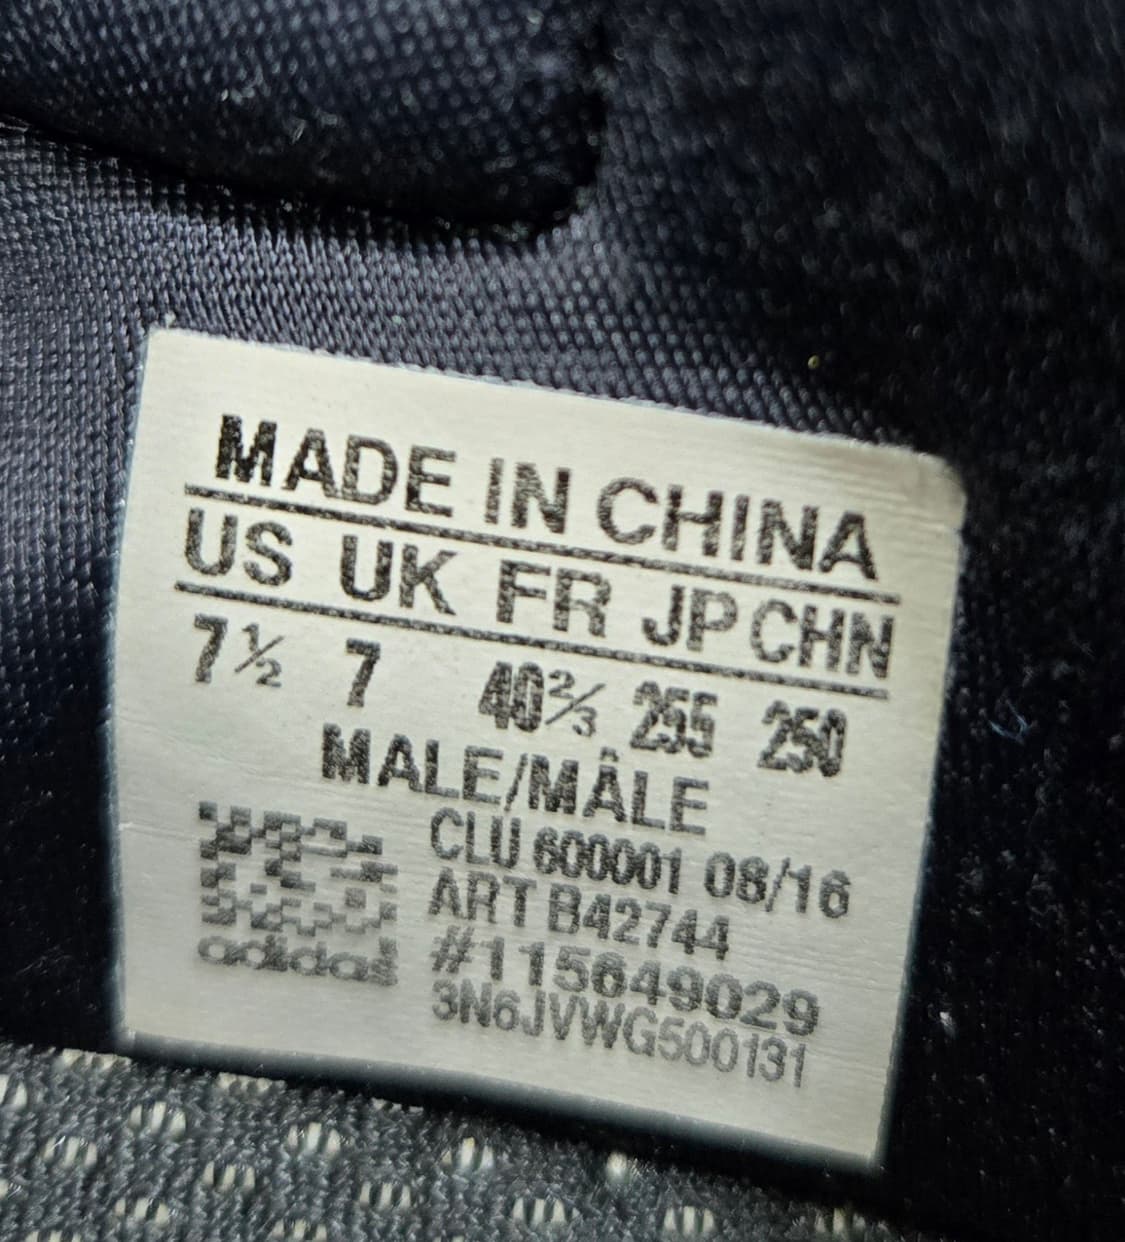 MADE IN CHINA
US UK FR JP CHN
7½ 7 40⅔ 255 250
MALE/MÂLE
CLU 600001 08/16
ART B42744
#115649029
3N6JVWG500131
adidas